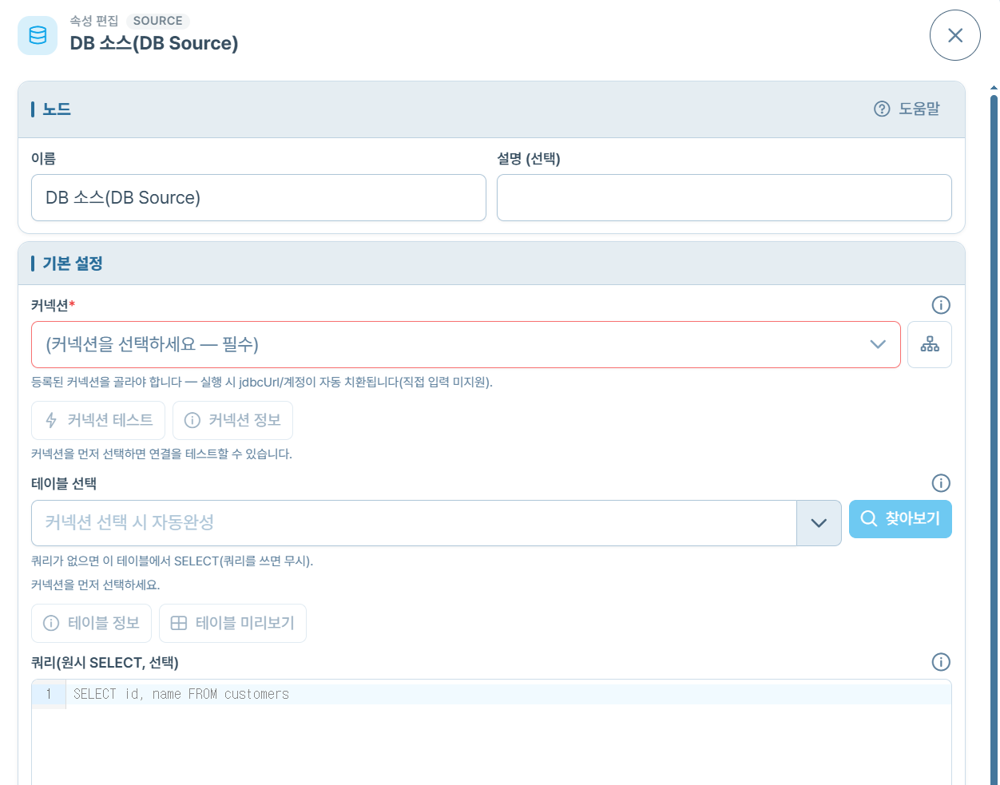 속성 편집 SOURCE
DB 소스(DB Source)
노드
도움말
이름
설명 (선택)
DB 소스(DB Source)
기본 설정
커넥션*
(커넥션을 선택하세요 — 필수)
등록된 커넥션을 골라야 합니다 — 실행 시 jdbcUrl/계정이 자동 치환됩니다(직접 입력 미지원).
커넥션 테스트
커넥션 정보
커넥션을 먼저 선택하면 연결을 테스트할 수 있습니다.
테이블 선택
커넥션 선택 시 자동완성
찾아보기
쿼리가 없으면 이 테이블에서 SELECT(쿼리를 쓰면 무시).
커넥션을 먼저 선택하세요.
테이블 정보
테이블 미리보기
쿼리(원시 SELECT, 선택)
1 SELECT id, name FROM customers